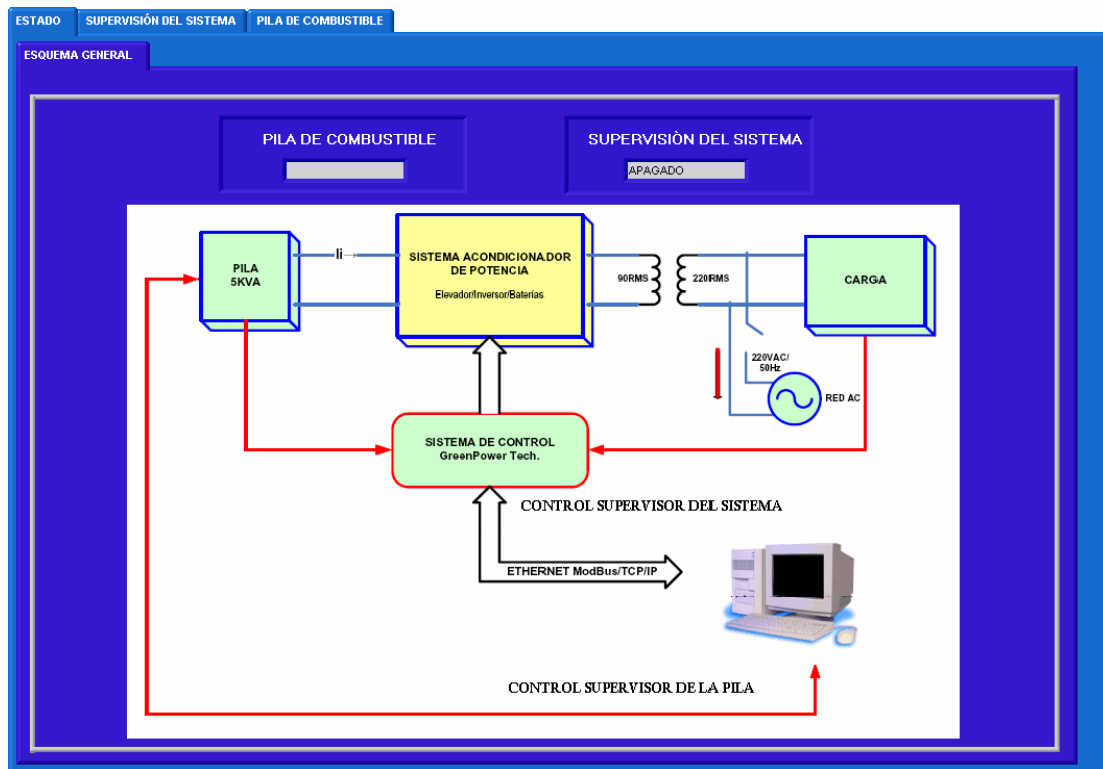 ESTADO
SUPERVISIÓN DEL SISTEMA
PILA DE COMBUSTIBLE
ESQUEMA GENERAL
PILA DE COMBUSTIBLE
SUPERVISIÒN DEL SISTEMA
APAGADO
PILA
5KVA
Ii→
SISTEMA ACONDICIONADOR
DE POTENCIA
Elevador/Inversor/Baterías
90RMS
220RMS
CARGA
220VAC/
50Hz
RED AC
SISTEMA DE CONTROL
GreenPower Tech.
CONTROL SUPERVISOR DEL SISTEMA
ETHERNET ModBus/TCP/IP
CONTROL SUPERVISOR DE LA PILA